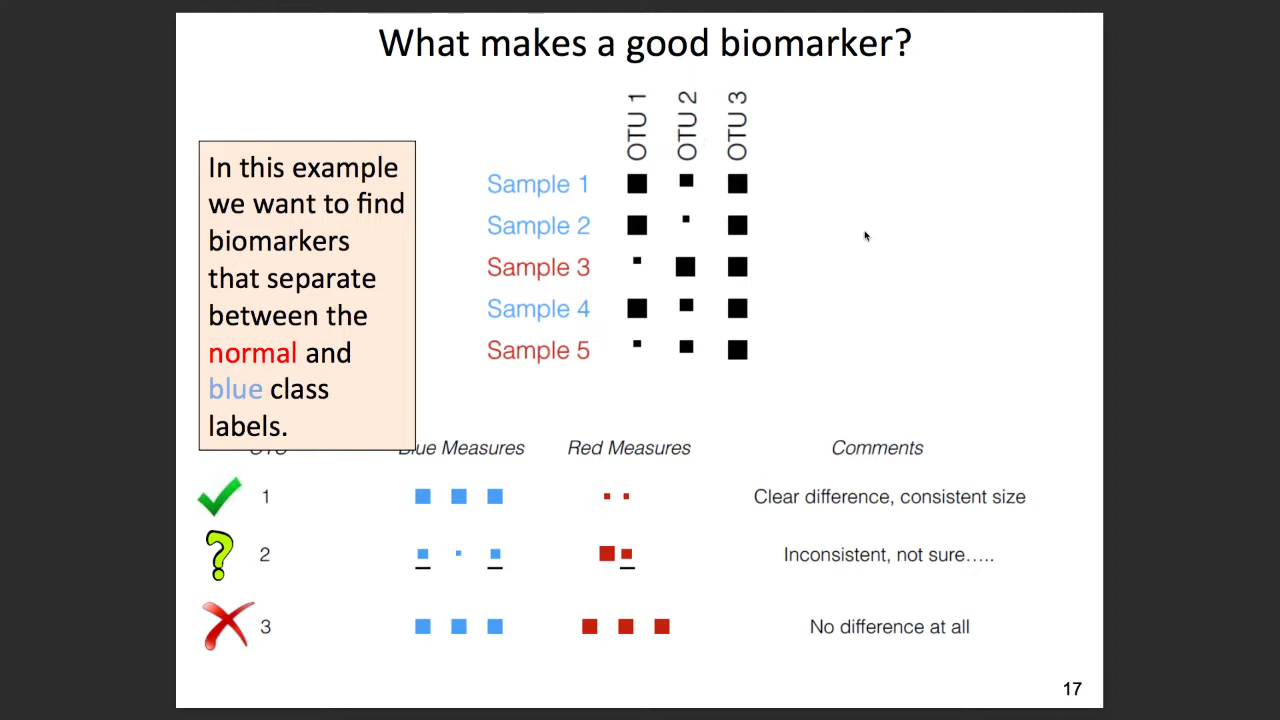 What makes a good biomarker?
OTU 1
OTU 2
OTU 3
In this example
we want to find
biomarkers
that separate
between the
normal and
blue class
labels.
Sample 1
Sample 2
Sample 3
Sample 4
Sample 5
Blue Measures Red Measures Comments
1 Clear difference, consistent size
2 Inconsistent, not sure…..
3 No difference at all
17